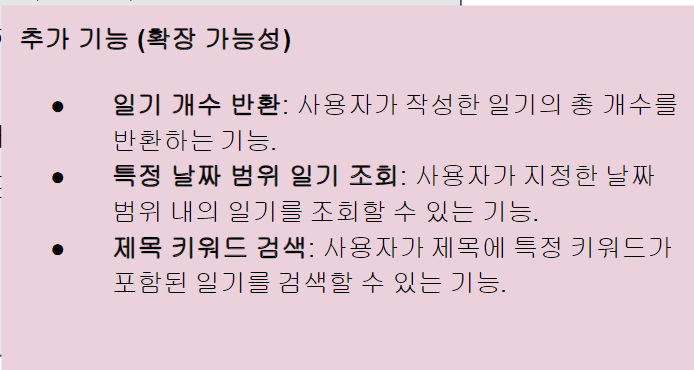 추가 기능 (확장 가능성)
● 일기 개수 반환: 사용자가 작성한 일기의 총 개수를
반환하는 기능.
● 특정 날짜 범위 일기 조회: 사용자가 지정한 날짜
범위 내의 일기를 조회할 수 있는 기능.
● 제목 키워드 검색: 사용자가 제목에 특정 키워드가
포함된 일기를 검색할 수 있는 기능.